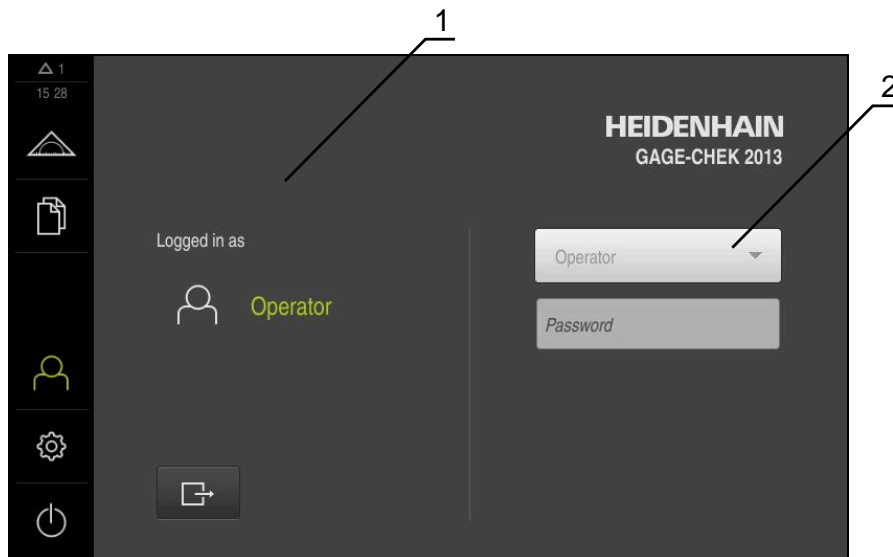 1
2
1
15 28
HEIDENHAIN
GAGE-CHEK 2013
Logged in as
Operator
Operator
Password